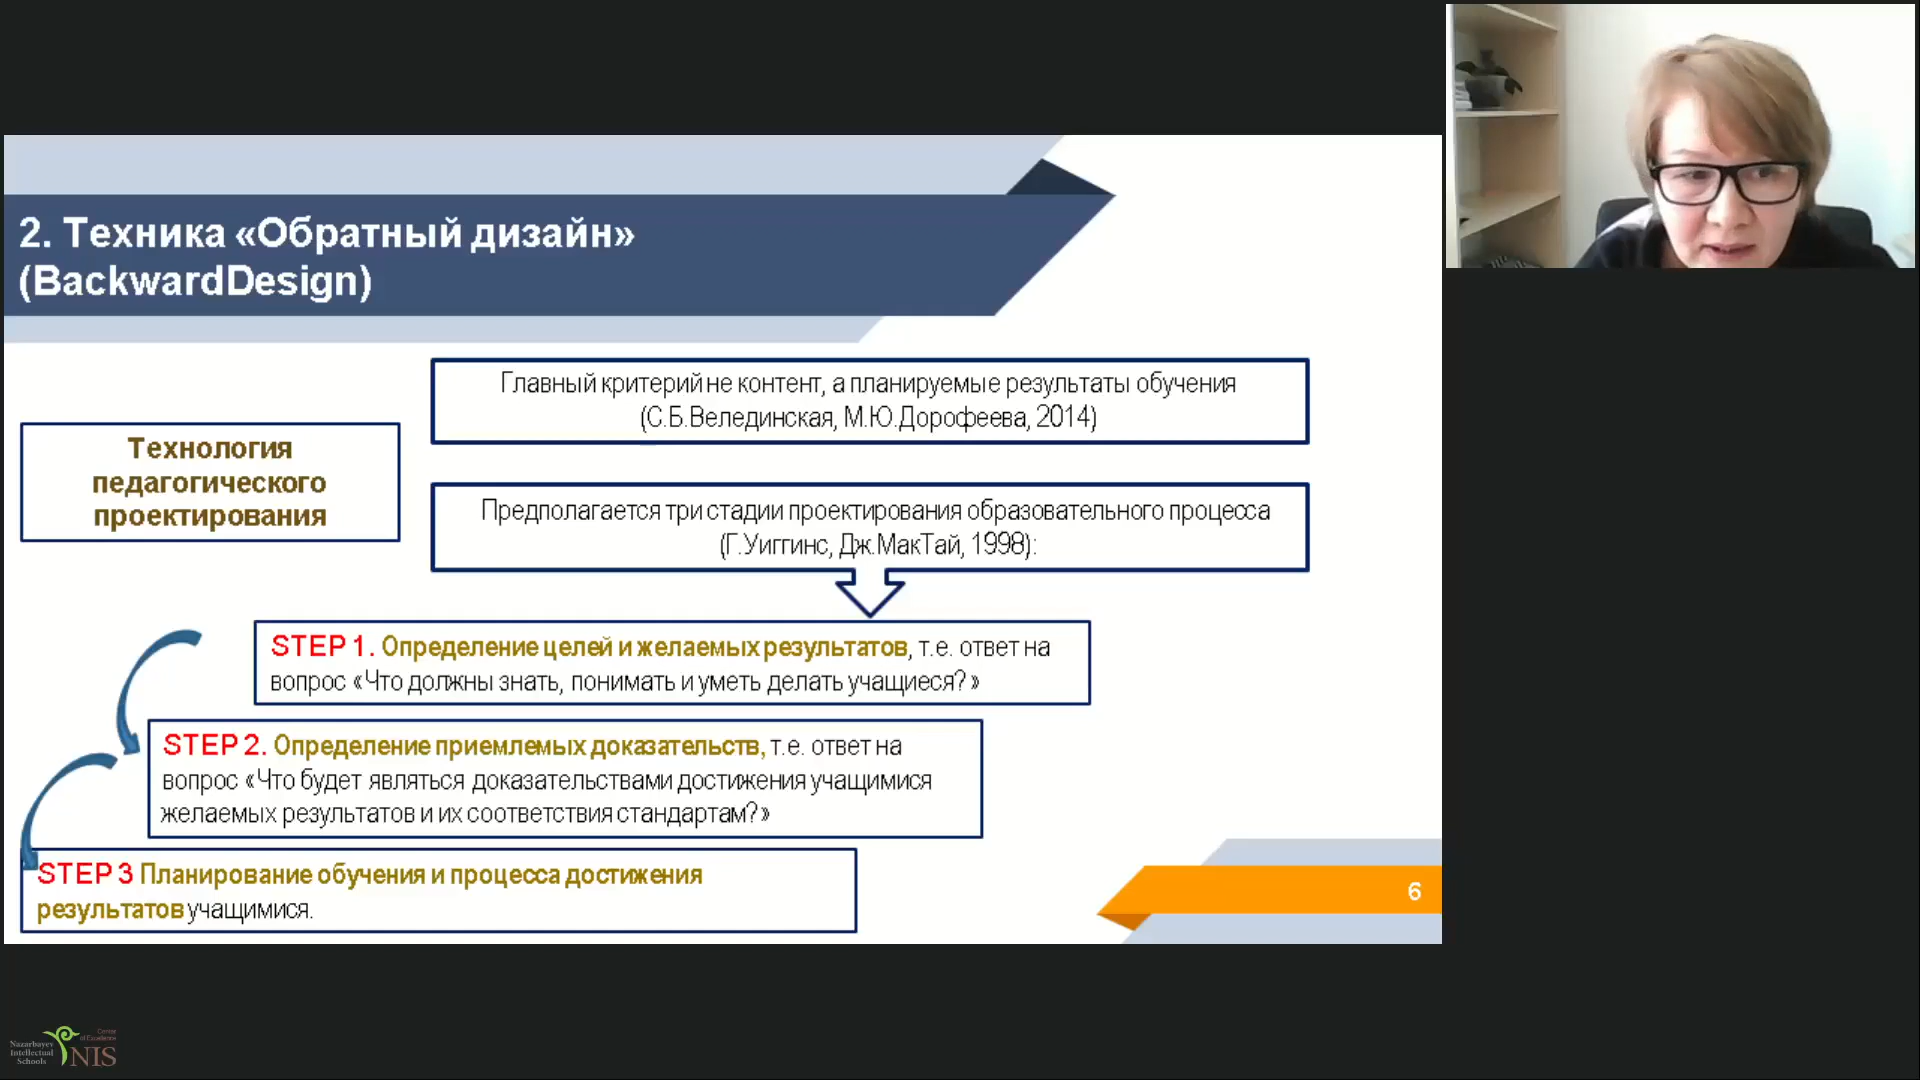 2. Техника «Обратный дизайн»
(BackwardDesign)
Главный критерий не контент, а планируемые результаты обучения
(С.Б.Велединская, М.Ю.Дорофеева, 2014)
Технология
педагогического
проектирования
Предполагается три стадии проектирования образовательного процесса
(Г.Уиггинс, Дж.МакТай, 1998):
STEP 1. Определение целей и желаемых результатов, т.е. ответ на
вопрос «Что должны знать, понимать и уметь делать учащиеся?»
STEP 2. Определение приемлемых доказательств, т.е. ответ на
вопрос «Что будет являться доказательствами достижения учащимися
желаемых результатов и их соответствия стандартам?»
STEP 3 Планирование обучения и процесса достижения
результатов учащимися.
6
Nazarbayev
Intellectual
Schools
Center
of Excellence
NIS